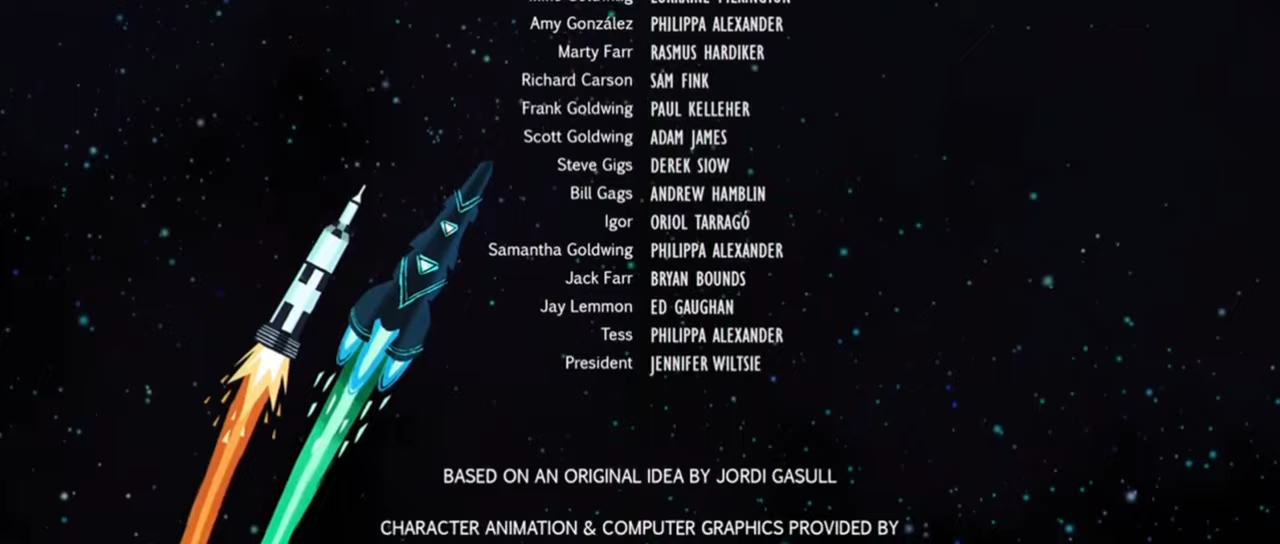 Amy González PHILIPPA ALEXANDER
Marty Farr RASMUS HARDIKER
Richard Carson SAM FINK
Frank Goldwing PAUL KELLEHER
Scott Goldwing ADAM JAMES
Steve Gigs DEREK SIOW
Bill Gags ANDREW HAMBLIN
Igor ORIOL TARRAGÓ
Samantha Goldwing PHILIPPA ALEXANDER
Jack Farr BRYAN BOUNDS
Jay Lemmon ED GAUGHAN
Tess PHILIPPA ALEXANDER
President JENNIFER WILTSIE
BASED ON AN ORIGINAL IDEA BY JORDI GASULL
CHARACTER ANIMATION & COMPUTER GRAPHICS PROVIDED BY